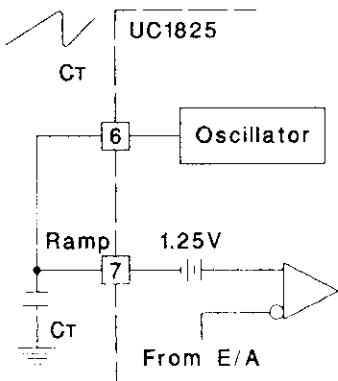 UC1825
CT
6
Oscillator
Ramp
1.25V
7
CT
From E/A